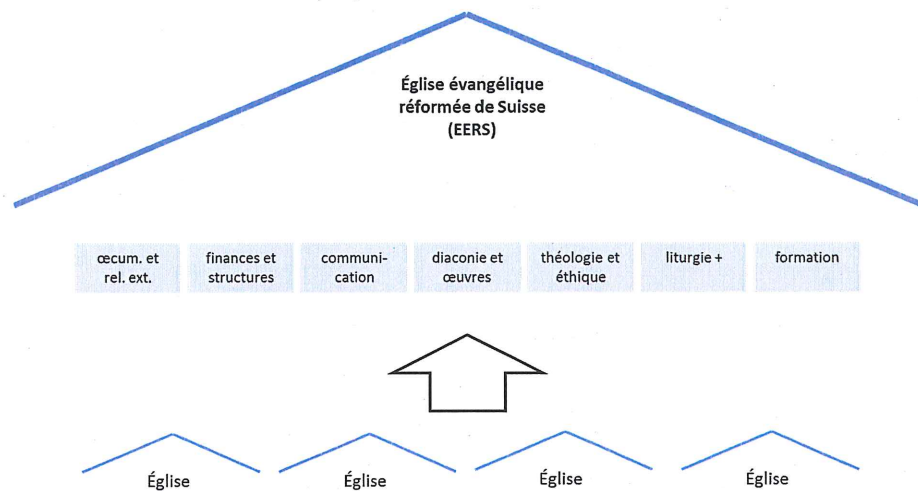 Église évangélique
réformée de Suisse
(EERS)
œcum. et
rel. ext.
finances et
structures
communi-
cation
diaconie et
œuvres
théologie et
éthique
liturgie +
formation
Église
Église
Église
Église